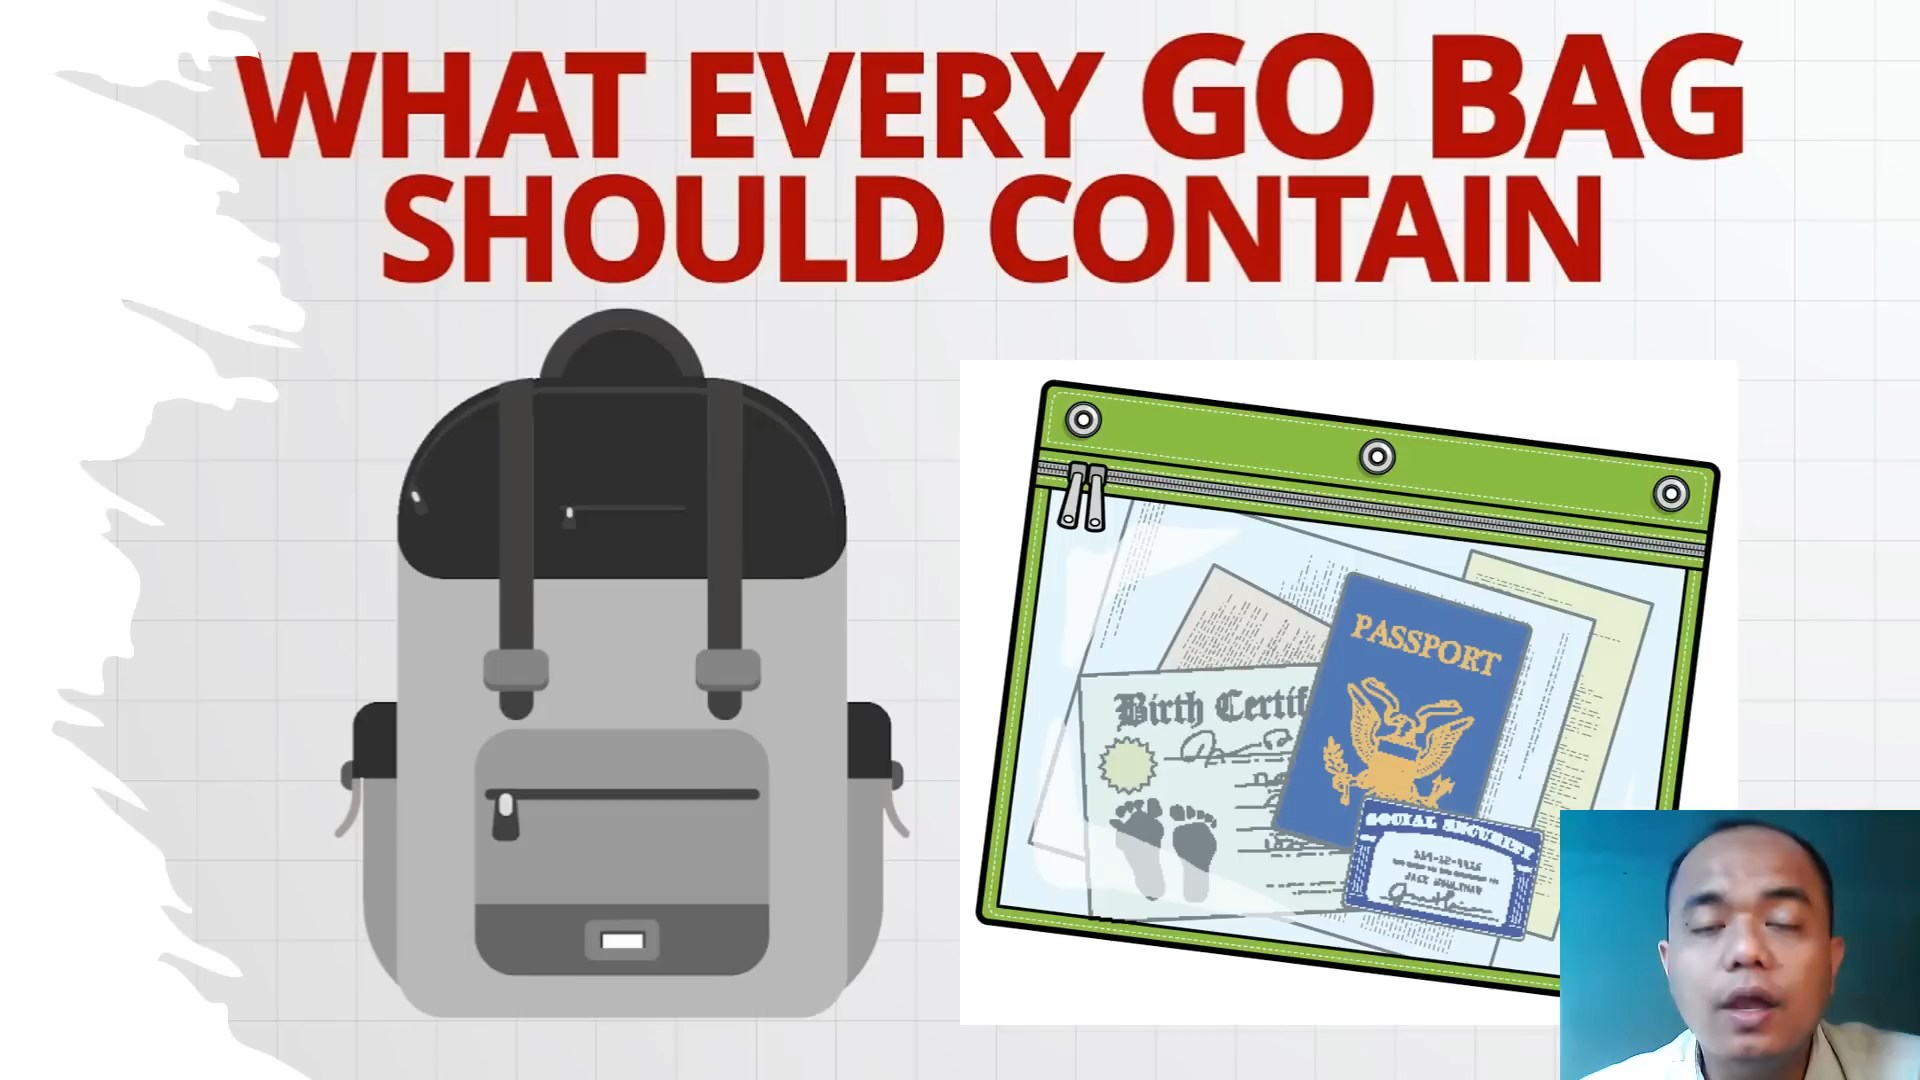 WHAT EVERY GO BAG
SHOULD CONTAIN
PASSPORT
Birth Certif
SOCIAL SECURITY